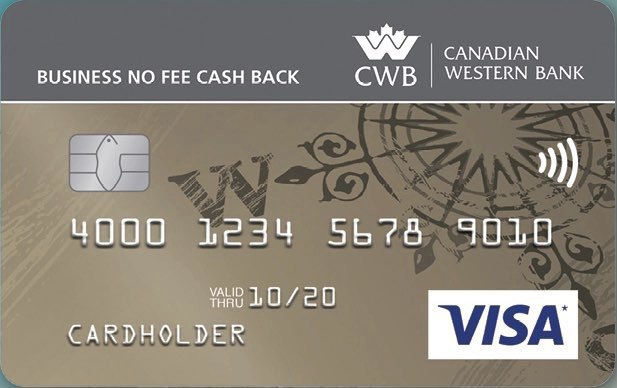 BUSINESS NO FEE CASH BACK
CWB
CANADIAN
WESTERN BANK
W
4000 1234 5678 9010
VALID
THRU 10/20
CARDHOLDER
VISA*